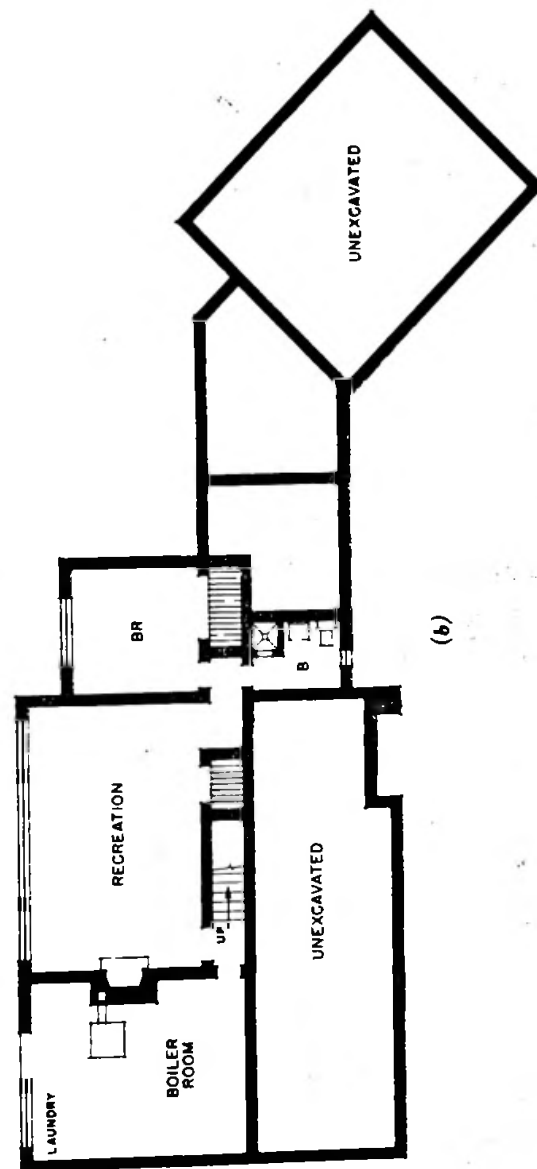 LAUNDRY
BOILER
ROOM
RECREATION
UP
BR
B
UNEXCAVATED
UNEXCAVATED
(b)